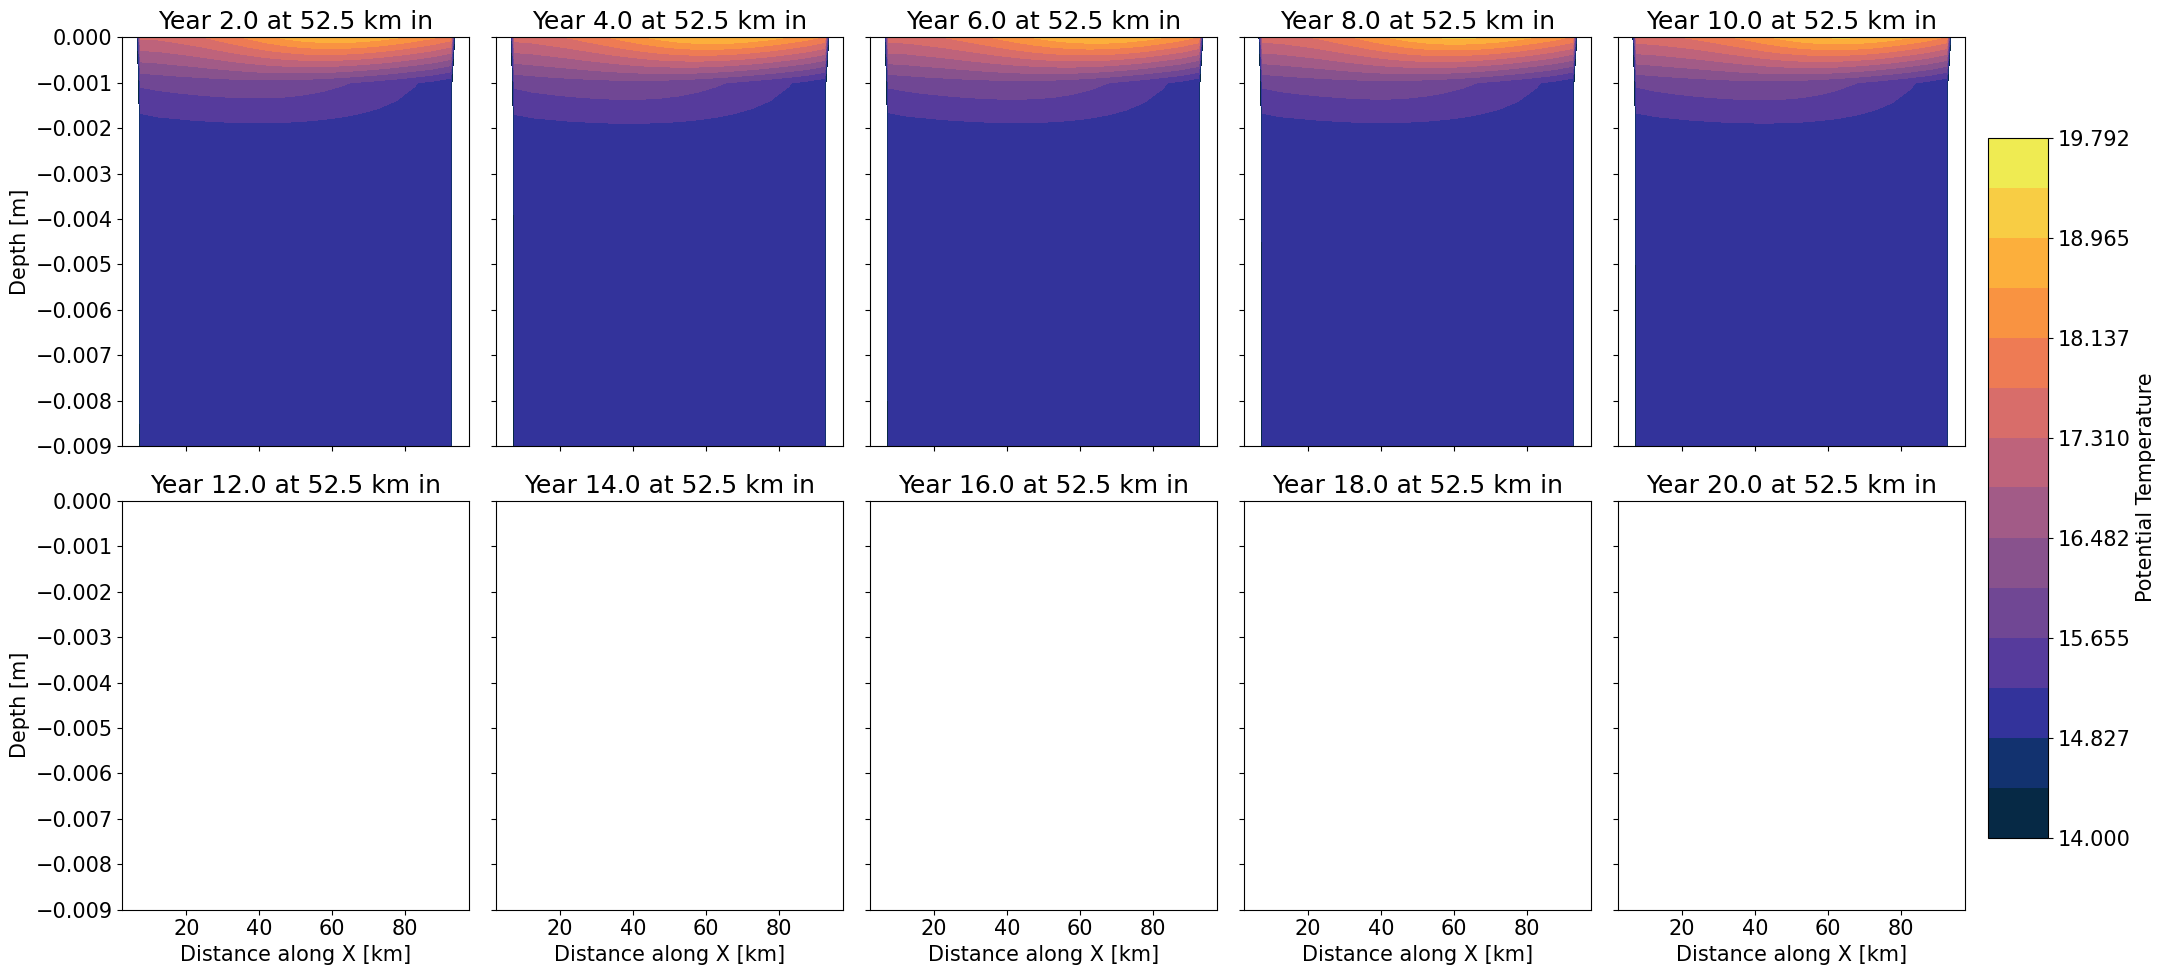 Year 2.0 at 52.5 km in
Year 4.0 at 52.5 km in
Year 6.0 at 52.5 km in
Year 8.0 at 52.5 km in
Year 10.0 at 52.5 km in
0.000
−0.001
−0.002
−0.003
−0.004
−0.005
−0.006
−0.007
−0.008
−0.009
Depth [m]
20 40 60 80
20 40 60 80
20 40 60 80
20 40 60 80
20 40 60 80
Year 12.0 at 52.5 km in
Year 14.0 at 52.5 km in
Year 16.0 at 52.5 km in
Year 18.0 at 52.5 km in
Year 20.0 at 52.5 km in
0.000
−0.001
−0.002
−0.003
−0.004
−0.005
−0.006
−0.007
−0.008
−0.009
Depth [m]
Distance along X [km]
Distance along X [km]
Distance along X [km]
Distance along X [km]
Distance along X [km]
19.792
18.965
18.137
17.310
16.482
15.655
14.827
14.000
Potential Temperature